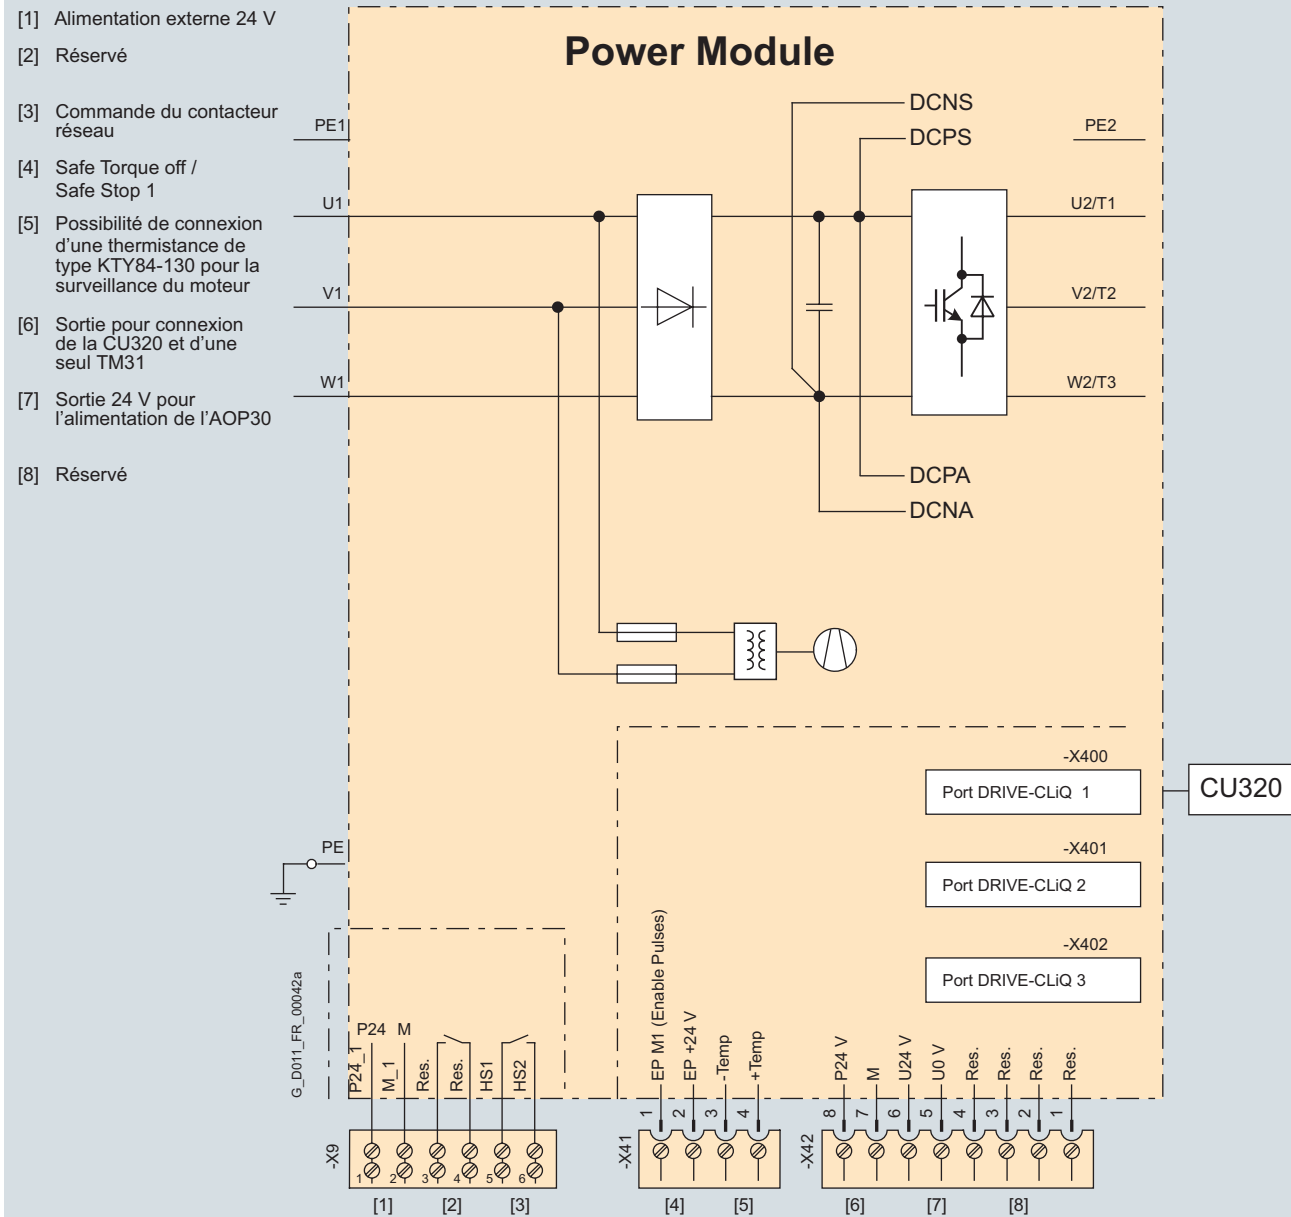 [1] Alimentation externe 24 V
[2] Réservé
[3] Commande du contacteur
réseau
[4] Safe Torque off /
Safe Stop 1
[5] Possibilité de connexion
d'une thermistance de
type KTY84-130 pour la
surveillance du moteur
[6] Sortie pour connexion
de la CU320 et d'une
seul TM31
[7] Sortie 24 V pour
l'alimentation de l'AOP30
[8] Réservé
Power Module
DCNS
DCPS
PE1
PE2
U1
U2/T1
V1
V2/T2
W1
W2/T3
DCPA
DCNA
-X400
Port DRIVE-CLiQ 1
CU320
-X401
Port DRIVE-CLiQ 2
-X402
Port DRIVE-CLiQ 3
PE
G_D011_FR_00042a
P24 M
P24_1
M_1
Res.
Res.
HS1
HS2
EP M1 (Enable Pulses)
EP +24 V
-Temp
+Temp
P24 V
M
U24 V
U0 V
Res.
Res.
Res.
Res.
1 2 3 4
8 7 6 5 4 3 2 1
-X9
-X41
-X42
1 2 3 4 5 6
[1] [2] [3] [4] [5] [6] [7] [8]